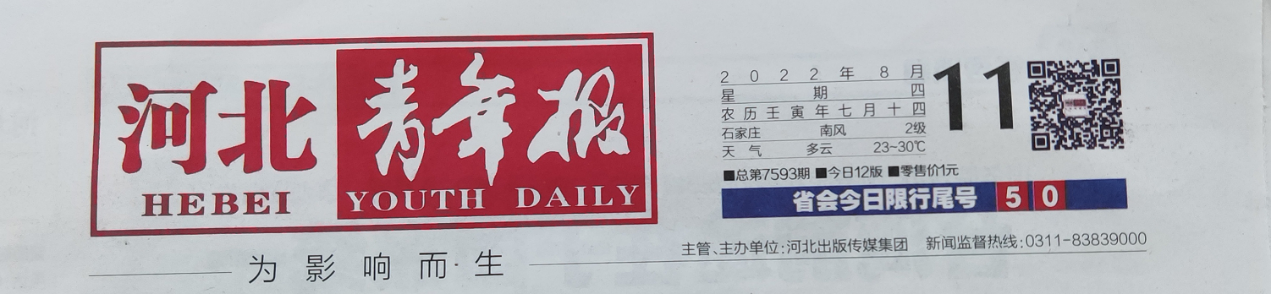 河北青年报
HEBEI YOUTH DAILY
为影响而·生
2022年8月 11
星期四
农历壬寅年七月十四
石家庄 南风 2级
天气 多云 23~30℃
■总第7593期 ■今日12版 ■零售价1元
省会今日限行尾号 5 0
主管、主办单位:河北出版传媒集团 新闻监督热线:0311-83839000